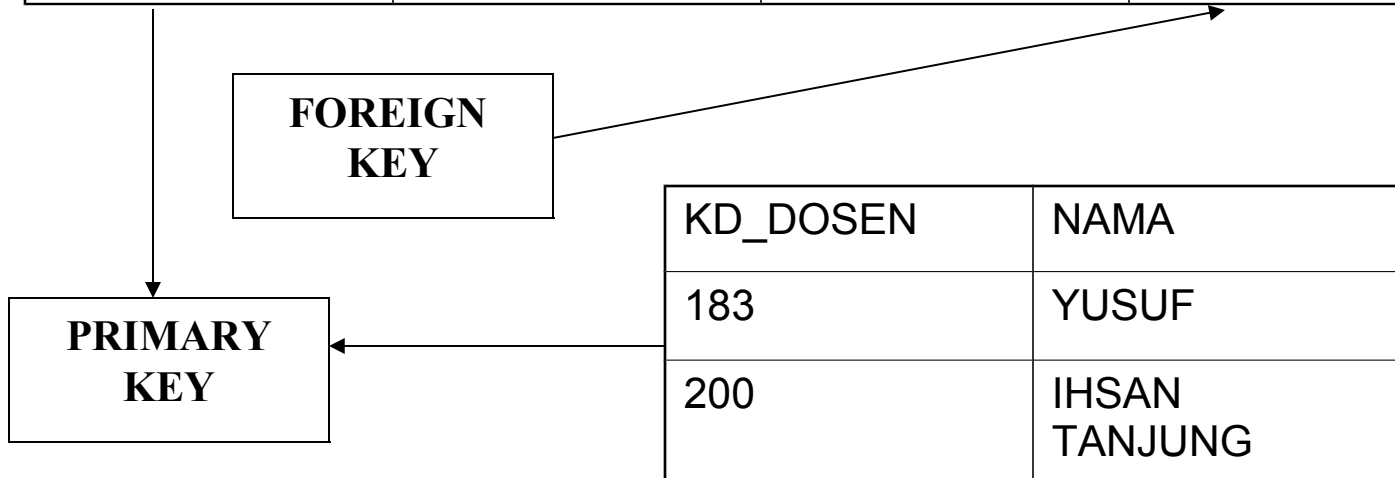 FOREIGN
KEY
KD_DOSEN NAMA
183 YUSUF
PRIMARY
KEY
200 IHSAN
TANJUNG